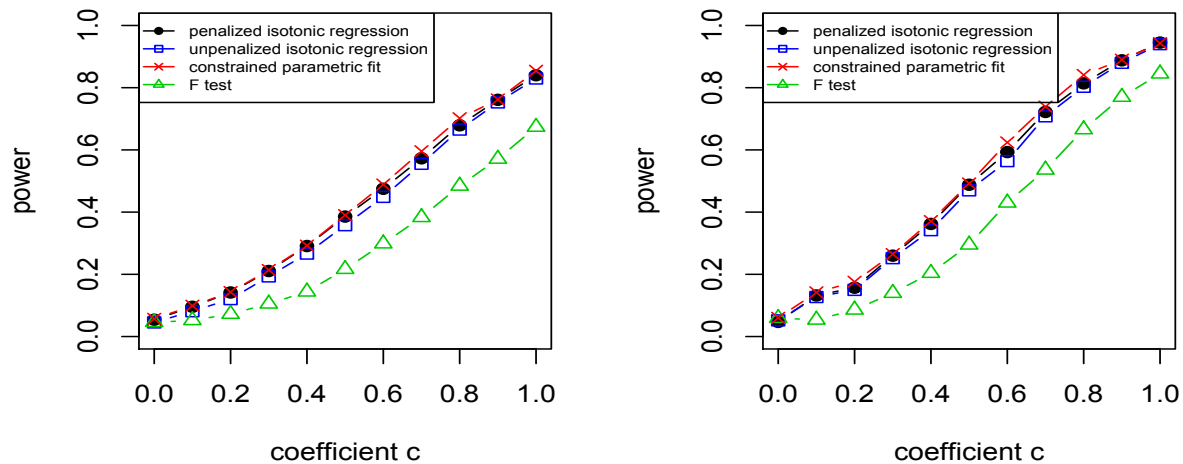 penalized isotonic regression
unpenalized isotonic regression
constrained parametric fit
F test
power
0.0 0.2 0.4 0.6 0.8 1.0
0.0 0.2 0.4 0.6 0.8 1.0
coefficient c
penalized isotonic regression
unpenalized isotonic regression
constrained parametric fit
F test
power
0.0 0.2 0.4 0.6 0.8 1.0
0.0 0.2 0.4 0.6 0.8 1.0
coefficient c